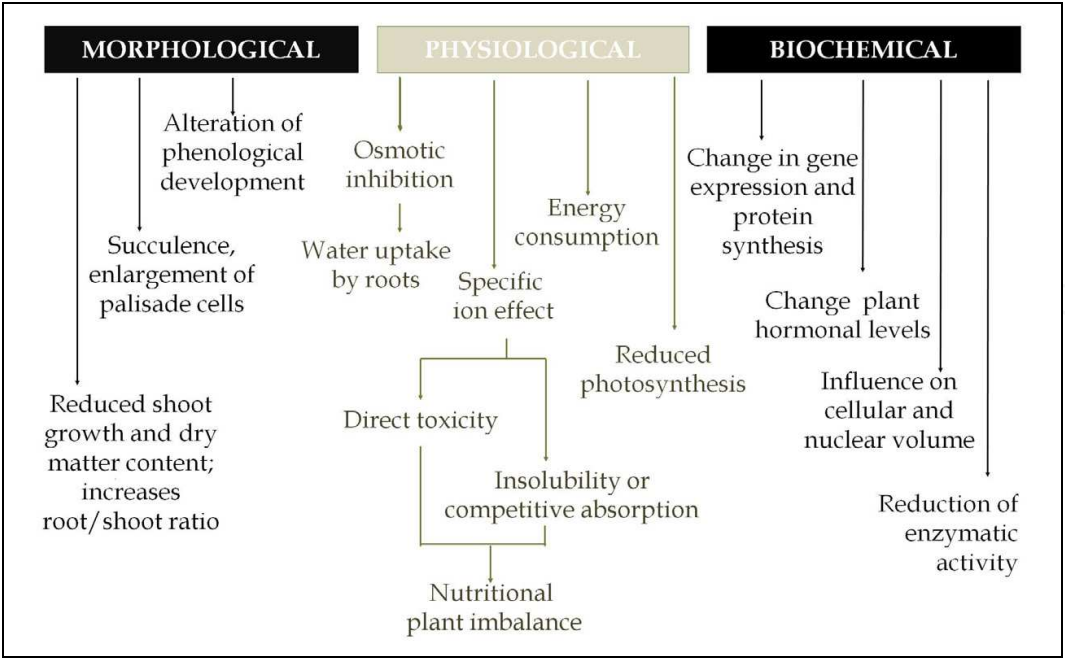 MORPHOLOGICAL
PHYSIOLOGICAL
BIOCHEMICAL
Alteration of
phenological
development
Succulence,
enlargement of
palisade cells
Reduced shoot
growth and dry
matter content;
increases
root/shoot ratio
Osmotic
inhibition
Water uptake
by roots
Specific
ion effect
Energy
consumption
Reduced
photosynthesis
Direct toxicity
Insolubility or
competitive absorption
Nutritional
plant imbalance
Change in gene
expression and
protein
synthesis
Change plant
hormonal levels
Influence on
cellular and
nuclear volume
Reduction of
enzymatic
activity